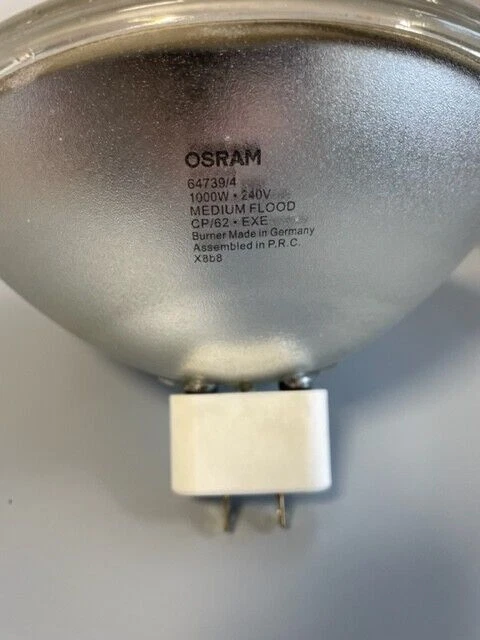 OSRAM
64739/4
1000W • 240V
MEDIUM FLOOD
CP/62 • EXE
Burner Made in Germany
Assembled in P.R.C.
X8b8